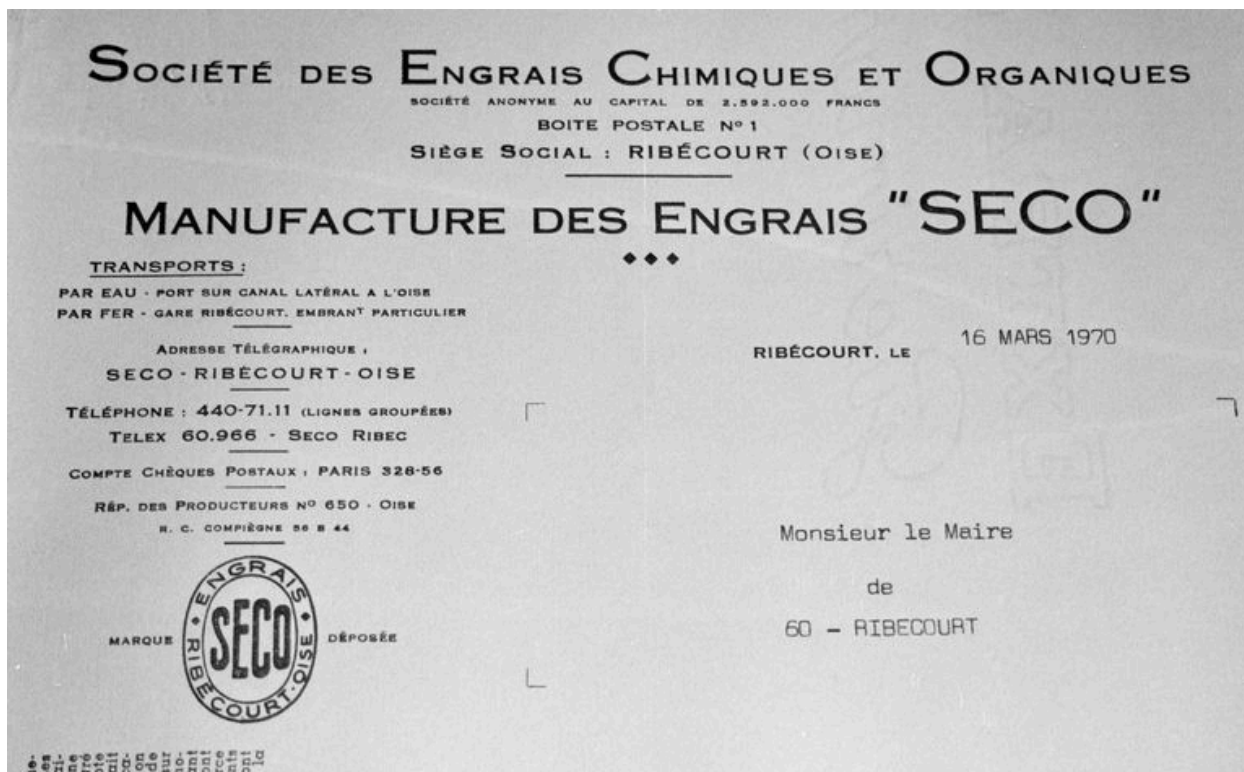 SOCIÉTÉ DES ENGRAIS CHIMIQUES ET ORGANIQUES
SOCIÉTÉ ANONYME AU CAPITAL DE 2.592.000 FRANCS
BOITE POSTALE Nº 1
SIÈGE SOCIAL : RIBÉCOURT (OISE)
MANUFACTURE DES ENGRAIS "SECO"
TRANSPORTS :
PAR EAU - PORT SUR CANAL LATÉRAL A L'OISE
PAR FER - GARE RIBÉCOURT. EMBRANT PARTICULIER
ADRESSE TÉLÉGRAPHIQUE :
SECO - RIBÉCOURT - OISE
TÉLÉPHONE : 440-71.11 (LIGNES GROUPÉES)
TELEX 60.966 - SECO RIBEC
COMPTE CHÈQUES POSTAUX : PARIS 328-56
RÉP. DES PRODUCTEURS Nº 650 - OISE
R. C. COMPIÈGNE 56 B 44
MARQUE DÉPOSÉE
ENGRAIS
SECO
RIBÉCOURT-OISE
RIBÉCOURT, LE 16 MARS 1970
Monsieur le Maire
de
60 - RIBECOURT